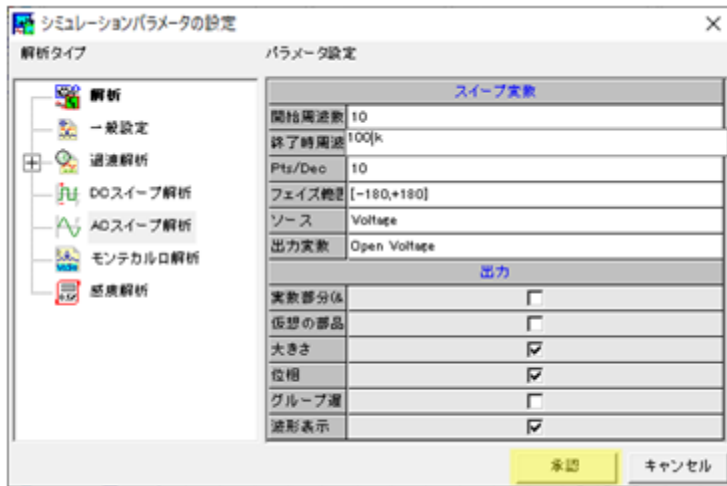 シミュレーションパラメータの設定
解析タイプ
パラメータ設定
解析
一般設定
過渡解析
DCスイープ解析
ACスイープ解析
モンテカルロ解析
感度解析
スイープ変数
開始周波数 10
終了時周波 100k
Pts/Dec 10
フェイズ範囲 [-180,+180]
ソース Voltage
出力変数 Open Voltage
出力
実数部分(&
仮想の部品
大きさ
位相
グループ遅
波形表示
承認
キャンセル